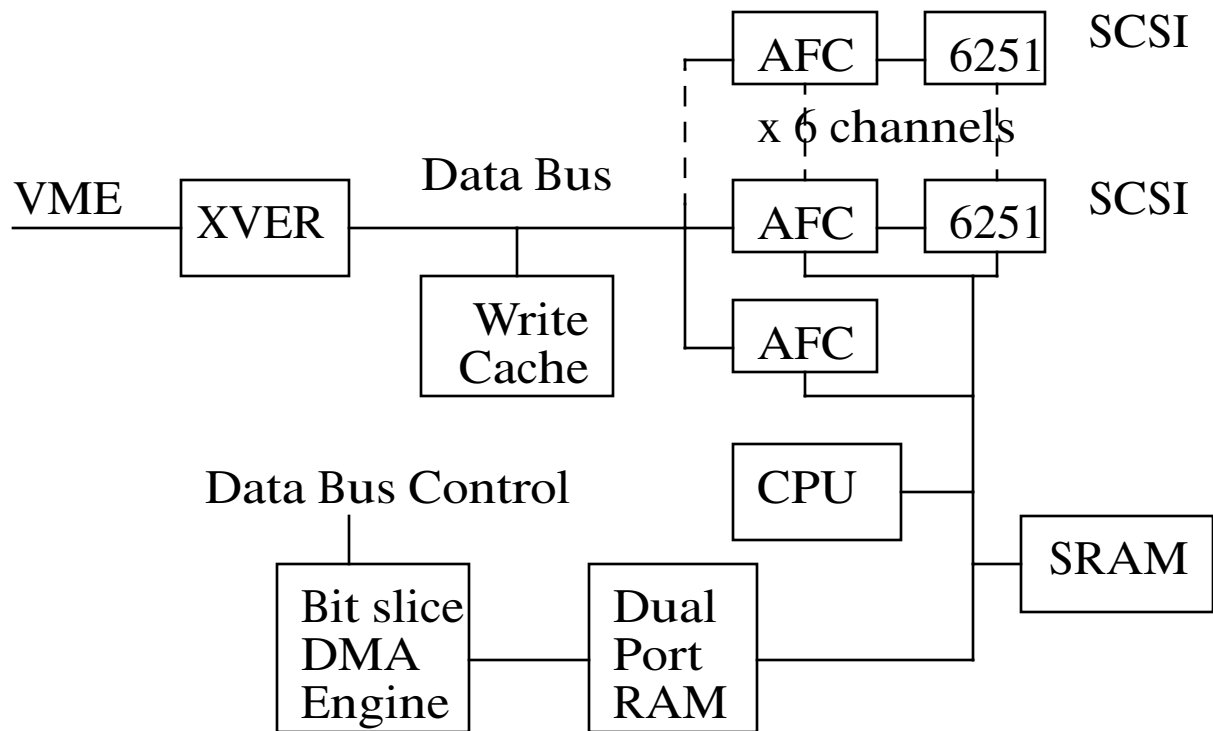 AFC
6251
SCSI
x 6 channels
VME
XVER
Data Bus
AFC
6251
SCSI
Write
Cache
AFC
Data Bus Control
CPU
SRAM
Bit slice
DMA
Engine
Dual
Port
RAM